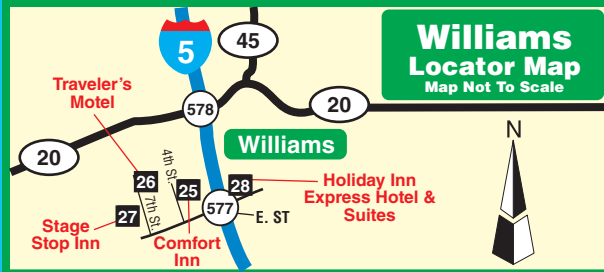 Williams
Locator Map
Map Not To Scale
5
45
Traveler's
Motel
578
20
20
Williams
N
4th St.
26
25
28
Holiday Inn
Express Hotel &
Suites
7th St.
27
577
E. ST
Stage
Stop Inn
Comfort
Inn